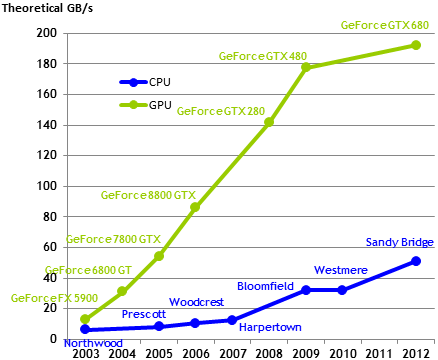 Theoretical GB/s
200
180
160
140
120
100
80
60
40
20
0
CPU
GPU
GeForce FX 5900
GeForce 6800 GT
GeForce 7800 GTX
GeForce 8800 GTX
GeForce GTX 280
GeForce GTX 480
GeForce GTX 680
Northwood
Prescott
Woodcrest
Harpertown
Bloomfield
Westmere
Sandy Bridge
2003 2004 2005 2006 2007 2008 2009 2010 2011 2012